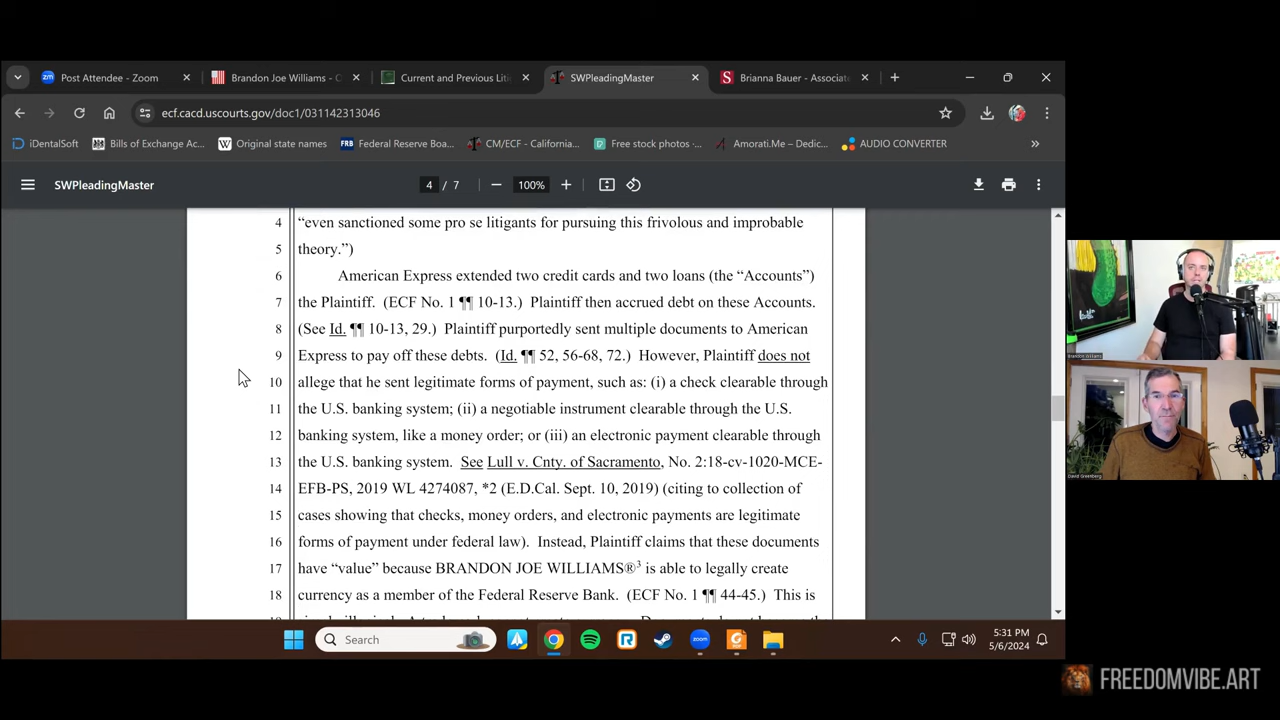 Post Attendee - Zoom
Brandon Joe Williams - C
Current and Previous Liti
SWPleadingMaster
Brianna Bauer - Associate
ecf.cacd.uscourts.gov/doc1/031142313046
iDentalSoft
Bills of Exchange Ac...
Original state names
FRB
Federal Reserve Boa...
CM/ECF - California...
Free stock photos -...
Amorati.Me – Dedic...
AUDIO CONVERTER
SWPleadingMaster
4 / 7
100%
4 “even sanctioned some pro se litigants for pursuing this frivolous and improbable
5 theory.”)
6 American Express extended two credit cards and two loans (the “Accounts”)
7 the Plaintiff. (ECF No. 1 ¶¶ 10-13.) Plaintiff then accrued debt on these Accounts.
8 (See Id. ¶¶ 10-13, 29.) Plaintiff purportedly sent multiple documents to American
9 Express to pay off these debts. (Id. ¶¶ 52, 56-68, 72.) However, Plaintiff does not
10 allege that he sent legitimate forms of payment, such as: (i) a check clearable through
11 the U.S. banking system; (ii) a negotiable instrument clearable through the U.S.
12 banking system, like a money order; or (iii) an electronic payment clearable through
13 the U.S. banking system. See Lull v. Cnty. of Sacramento, No. 2:18-cv-1020-MCE-
14 EFB-PS, 2019 WL 4274087, *2 (E.D.Cal. Sept. 10, 2019) (citing to collection of
15 cases showing that checks, money orders, and electronic payments are legitimate
16 forms of payment under federal law). Instead, Plaintiff claims that these documents
17 have “value” because BRANDON JOE WILLIAMS®³ is able to legally create
18 currency as a member of the Federal Reserve Bank. (ECF No. 1 ¶¶ 44-45.) This is
Brandon Williams
David Greenberg
Search
5:31 PM
5/6/2024
FREEDOMVIBE.ART